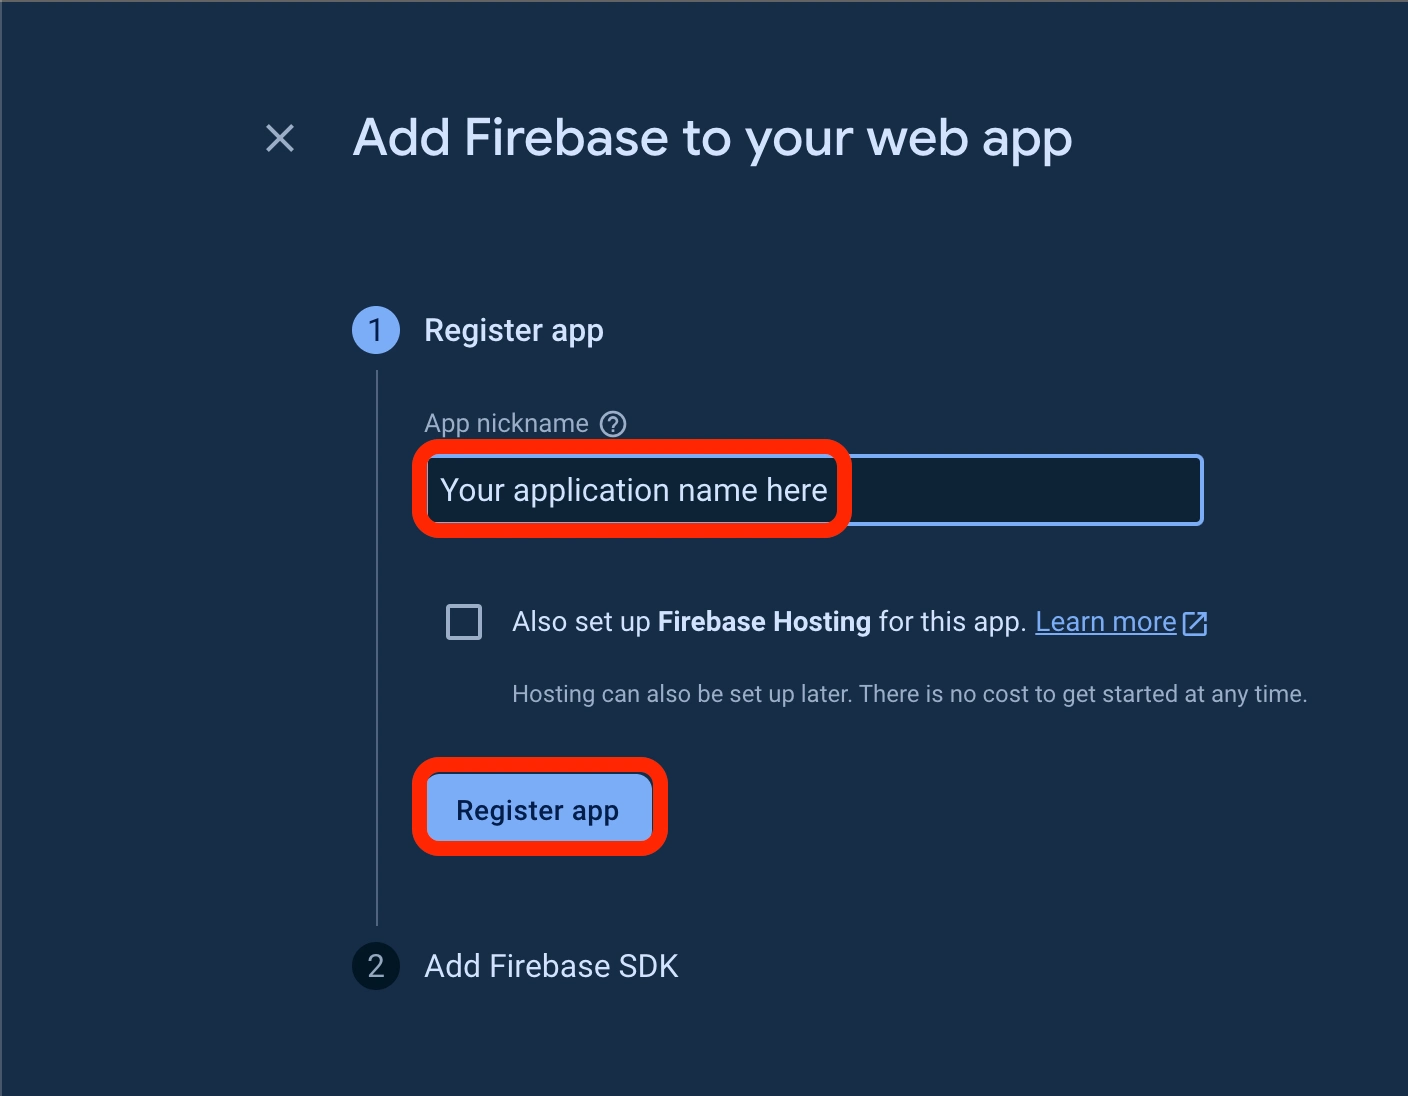 Add Firebase to your web app
1 Register app
App nickname ?
Your application name here
Also set up Firebase Hosting for this app. Learn more
Hosting can also be set up later. There is no cost to get started at any time.
Register app
2 Add Firebase SDK